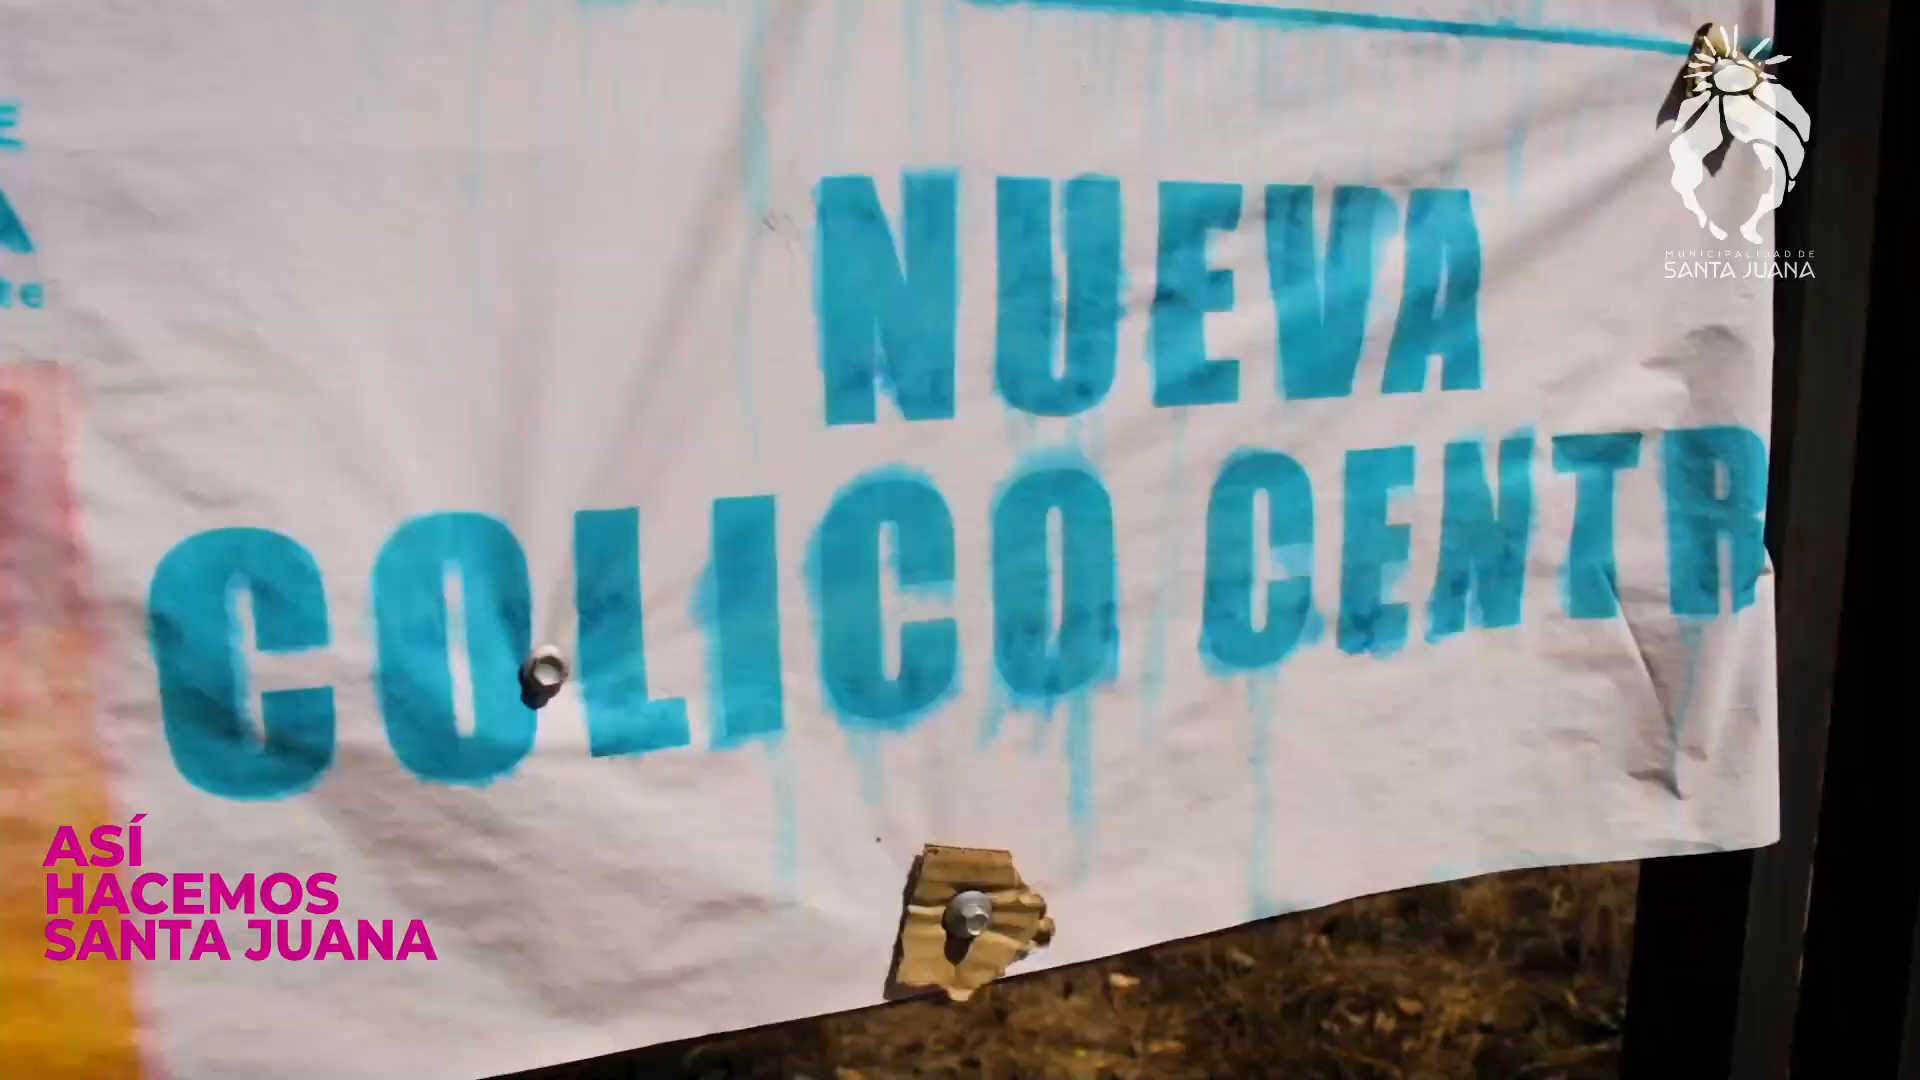 MUNICIPALIDAD DE
SANTA JUANA
NUEVA
COLICO CENTR
ASÍ
HACEMOS
SANTA JUANA